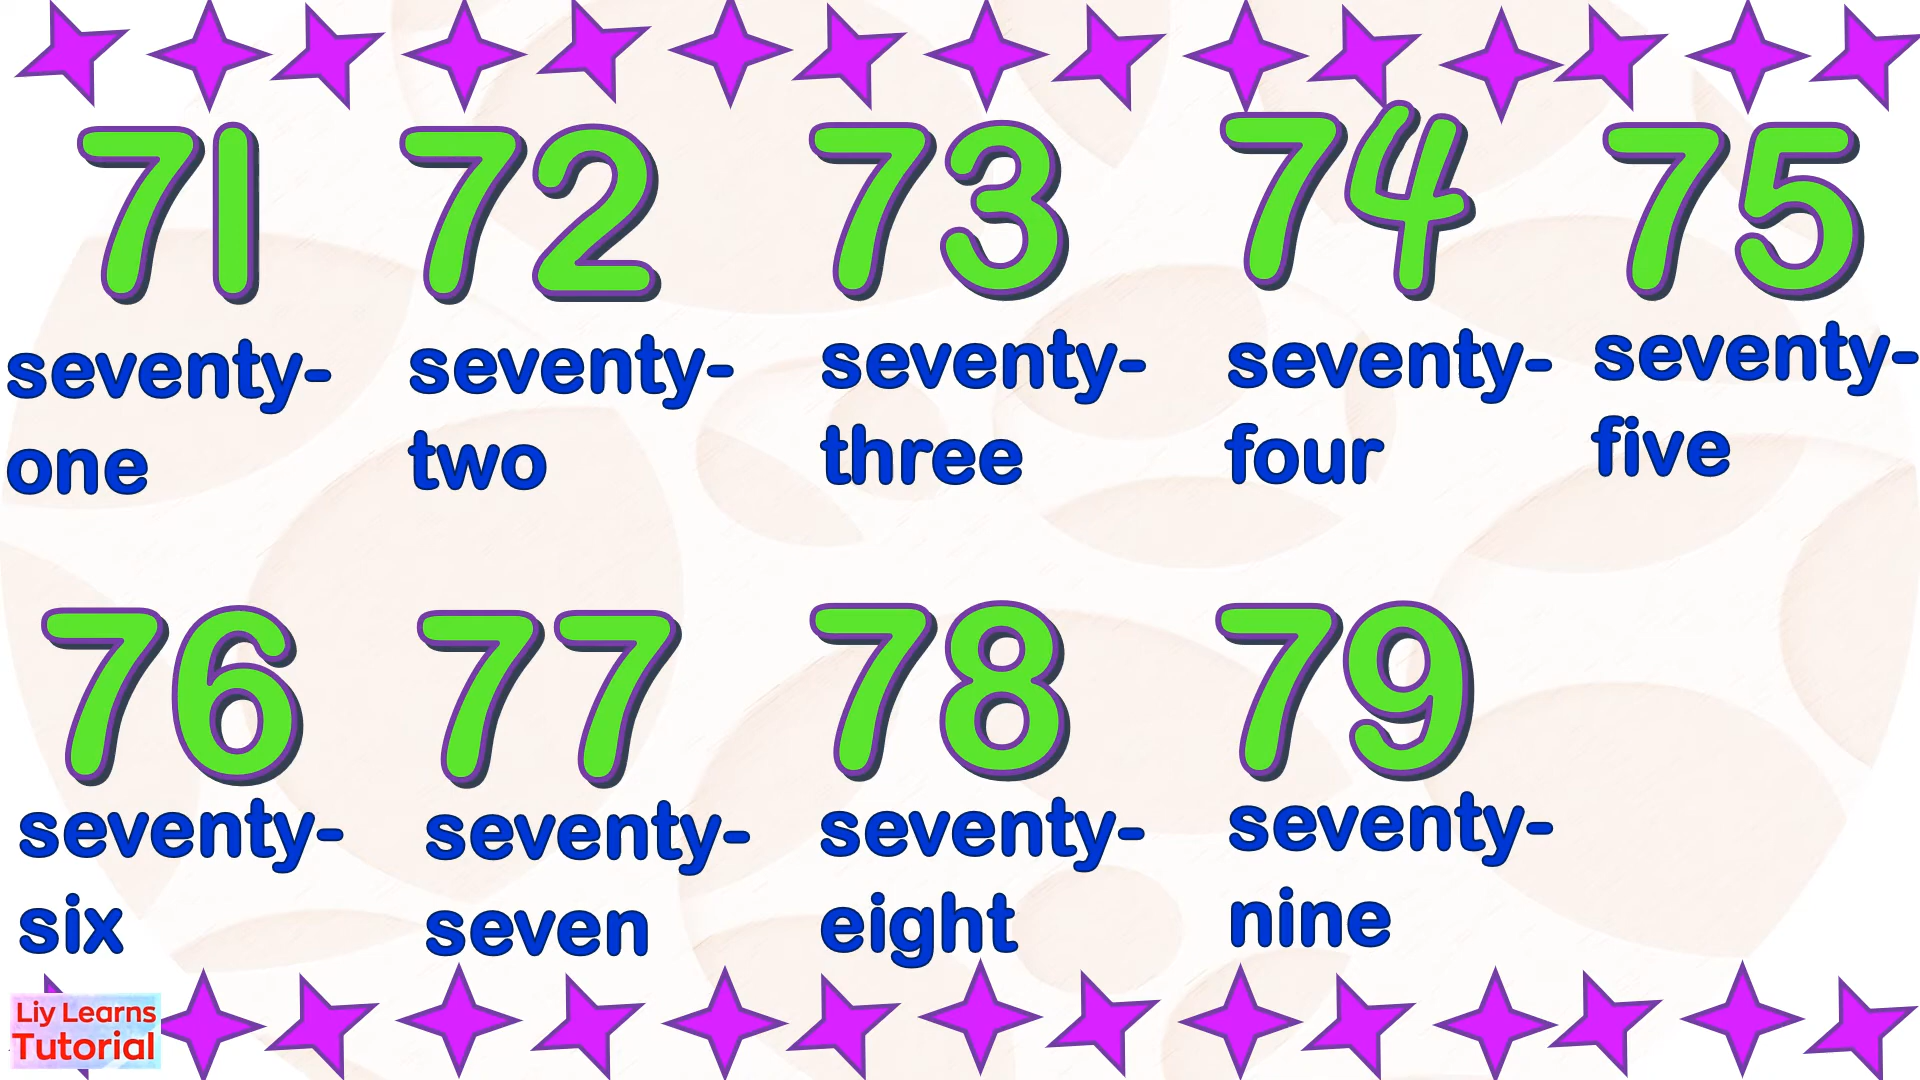 71 72 73 74 75
seventy- seventy- seventy- seventy- seventy-
one two three four five
76 77 78 79
seventy- seventy- seventy- seventy-
six seven eight nine
Liy Learns
Tutorial